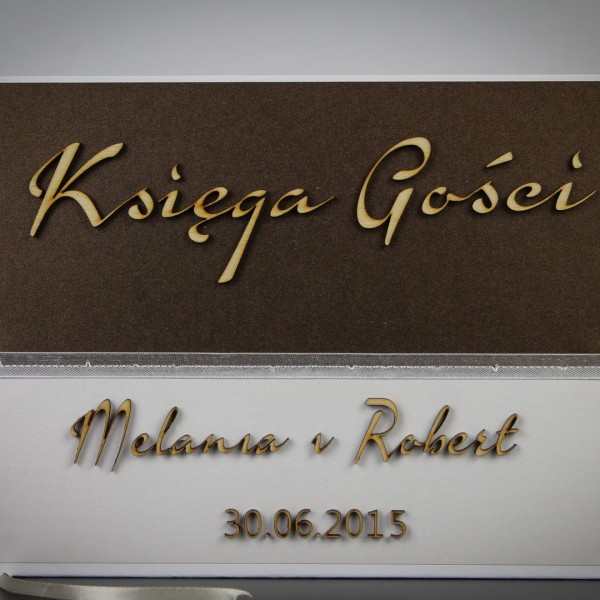 Księga Gości
Melania i Robert
30.06.2015